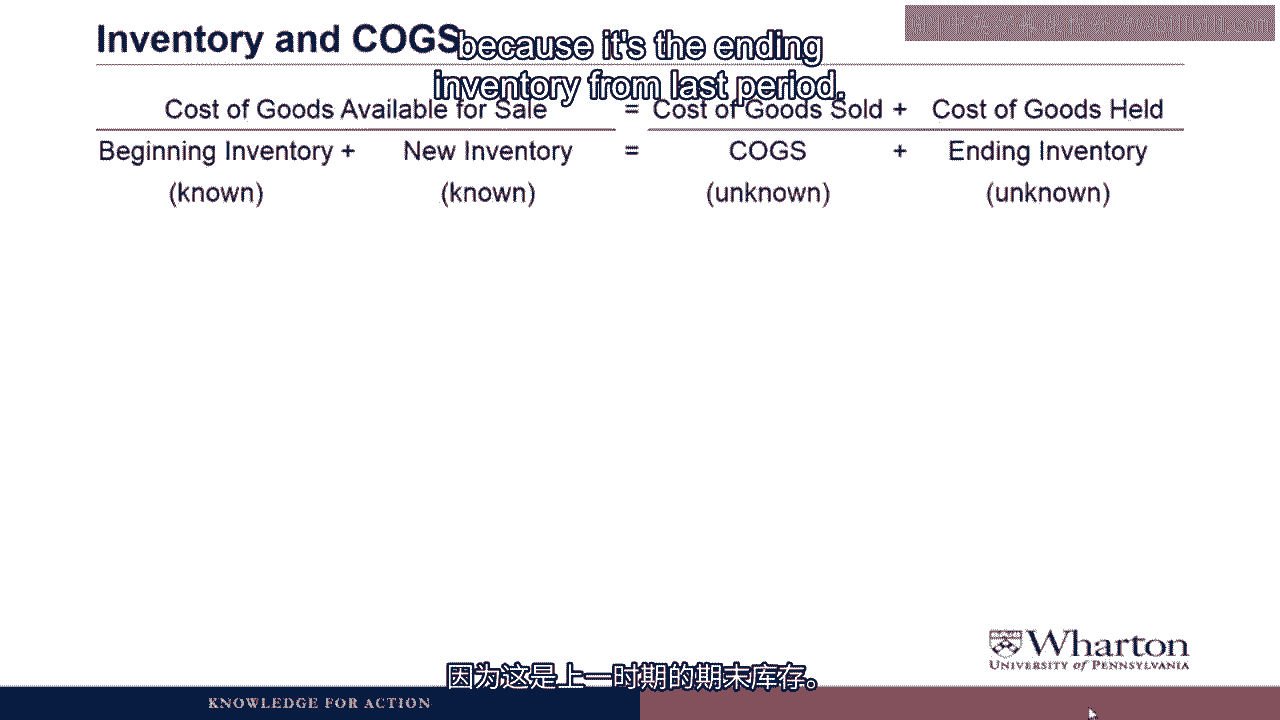 Inventory and COGS
because it's the ending
inventory from last period.
Cost of Goods Available for Sale = Cost of Goods Sold + Cost of Goods Held
Beginning Inventory + New Inventory = COGS + Ending Inventory
(known) (known) (unknown) (unknown)
Wharton
UNIVERSITY of PENNSYLVANIA
因为这是上一时期的期末库存。
KNOWLEDGE FOR ACTION